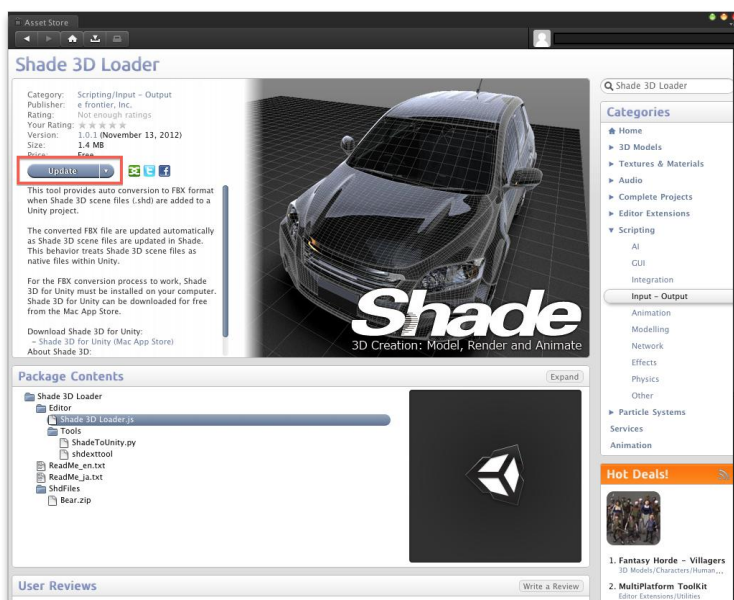 Asset Store
Shade 3D Loader
Category: Scripting/Input - Output
Publisher: e frontier, Inc.
Rating: Not enough ratings
Your Rating:
Version: 1.0.1 (November 13, 2012)
Size: 1.4 MB
Price: Free
Update
This tool provides auto conversion to FBX format
when Shade 3D scene files (.shd) are added to a
Unity project.
The converted FBX file are updated automatically
as Shade 3D scene files are updated in Shade.
This behavior treats Shade 3D scene files as
native files within Unity.
For the FBX conversion process to work, Shade
3D for Unity must be installed on your computer.
Shade 3D for Unity can be downloaded for free
from the Mac App Store.
Download Shade 3D for Unity:
- Shade 3D for Unity (Mac App Store)
About Shade 3D:
Shade
3D Creation: Model, Render and Animate
Package Contents
Expand
Shade 3D Loader
Editor
Shade 3D Loader.js
Tools
ShadeToUnity.py
shdexttool
ReadMe_en.txt
ReadMe_ja.txt
ShdFiles
Bear.zip
User Reviews
Write a Review
Shade 3D Loader
Categories
Home
3D Models
Textures & Materials
Audio
Complete Projects
Editor Extensions
Scripting
AI
GUI
Integration
Input - Output
Animation
Modelling
Network
Effects
Physics
Other
Particle Systems
Services
Animation
Hot Deals!
1. Fantasy Horde - Villagers
3D Models/Characters/Human...
2. MultiPlatform ToolKit
Editor Extensions/Utilities